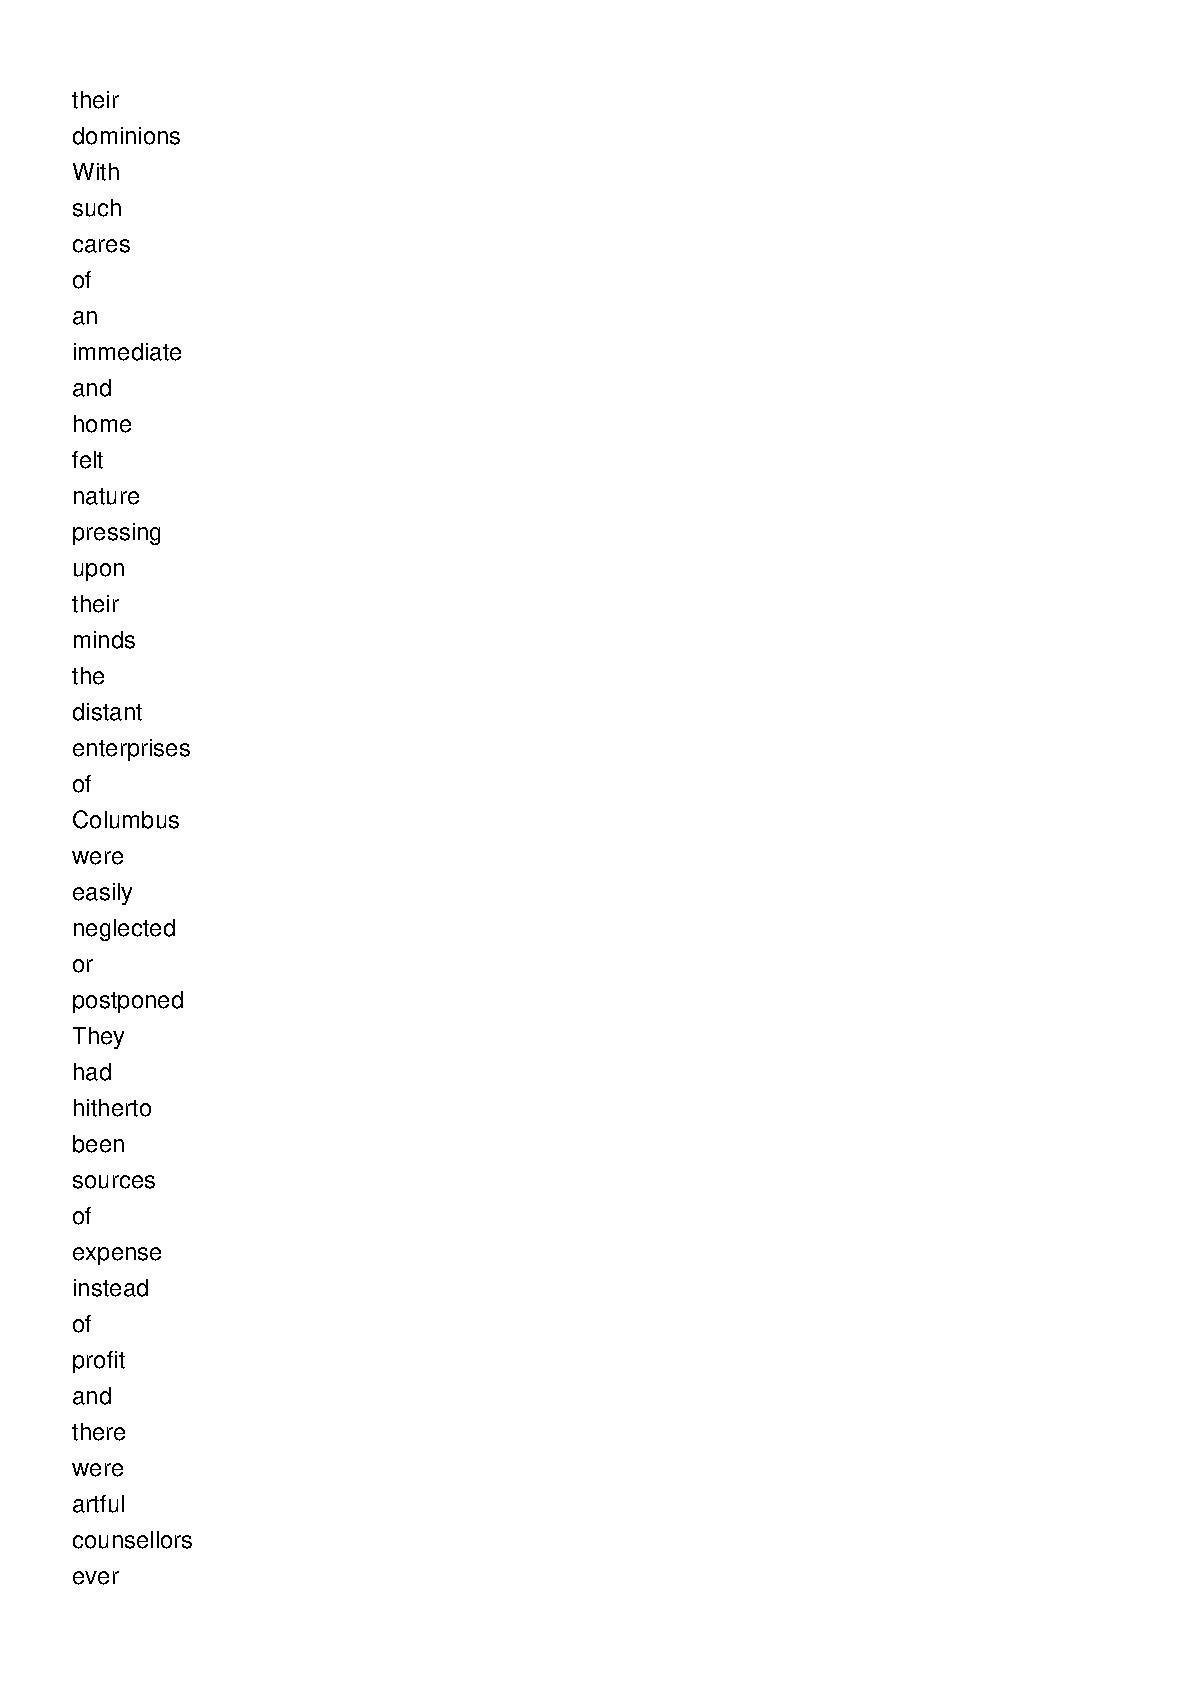 their
dominions
With
such
cares
of
an
immediate
and
home
felt
nature
pressing
upon
their
minds
the
distant
enterprises
of
Columbus
were
easily
neglected
or
postponed
They
had
hitherto
been
sources
of
expense
instead
of
profit
and
there
were
artful
counsellors
ever